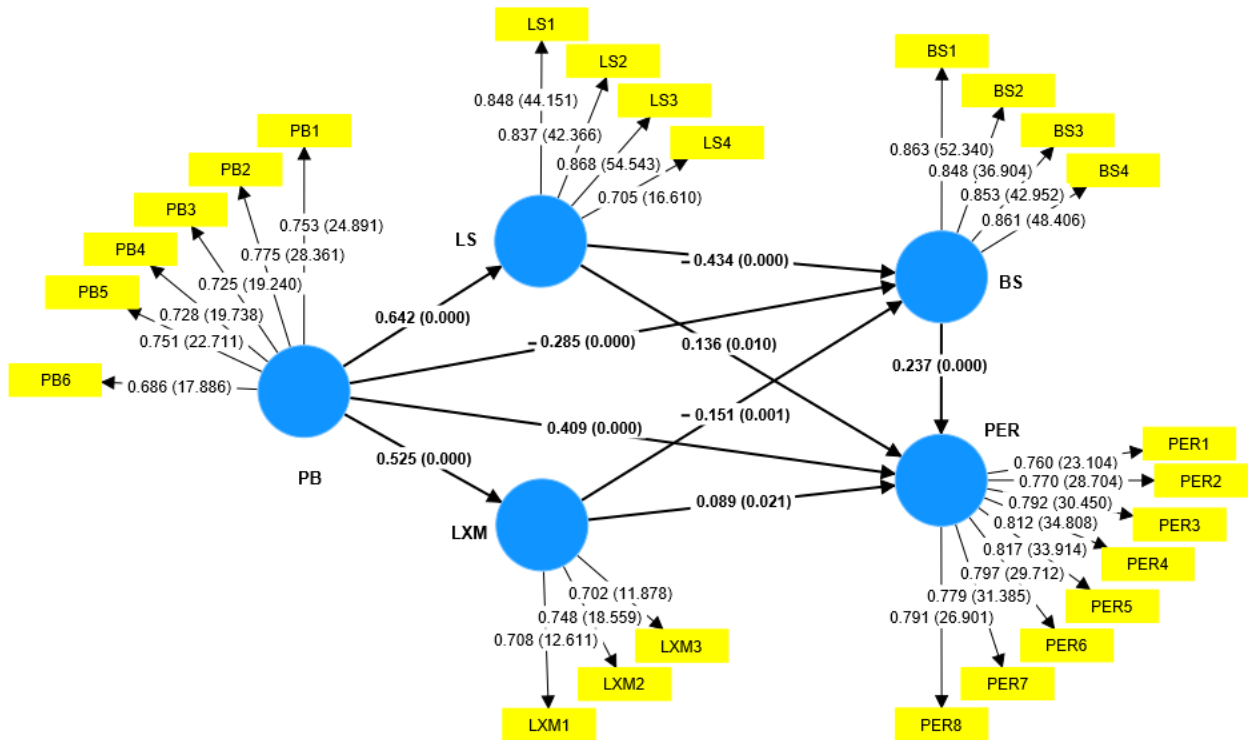 LS1
LS2
LS3
LS4
0.848 (44.151)
0.837 (42.366)
0.868 (54.543)
0.705 (16.610)
LS
BS1
BS2
BS3
BS4
0.863 (52.340)
0.848 (36.904)
0.853 (42.952)
0.861 (48.406)
BS
PB1
PB2
PB3
PB4
PB5
PB6
0.753 (24.891)
0.775 (28.361)
0.725 (19.240)
0.728 (19.738)
0.751 (22.711)
0.686 (17.886)
PB
0.642 (0.000)
−0.434 (0.000)
−0.285 (0.000)
0.136 (0.010)
0.237 (0.000)
−0.151 (0.001)
0.409 (0.000)
0.525 (0.000)
0.089 (0.021)
LXM
0.702 (11.878)
0.748 (18.559)
0.708 (12.611)
LXM3
LXM2
LXM1
PER
0.760 (23.104)
0.770 (28.704)
0.792 (30.450)
0.812 (34.808)
0.817 (33.914)
0.797 (29.712)
0.779 (31.385)
0.791 (26.901)
PER1
PER2
PER3
PER4
PER5
PER6
PER7
PER8